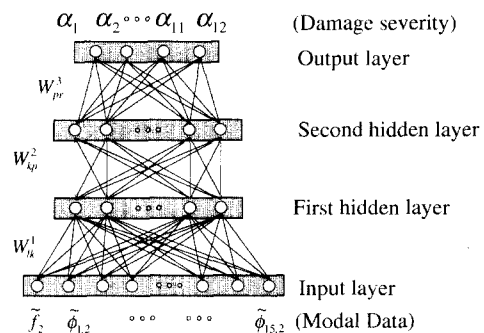 α₁ α₂ ∘∘∘ α₁₁ α₁₂ (Damage severity)
Output layer
W³ₚᵣ
Second hidden layer
W²ₖₚ
First hidden layer
W¹ₗₖ
Input layer
f̃₂ φ̃₁,₂ ∘∘∘ ∘∘∘ φ̃₁₅,₂ (Modal Data)